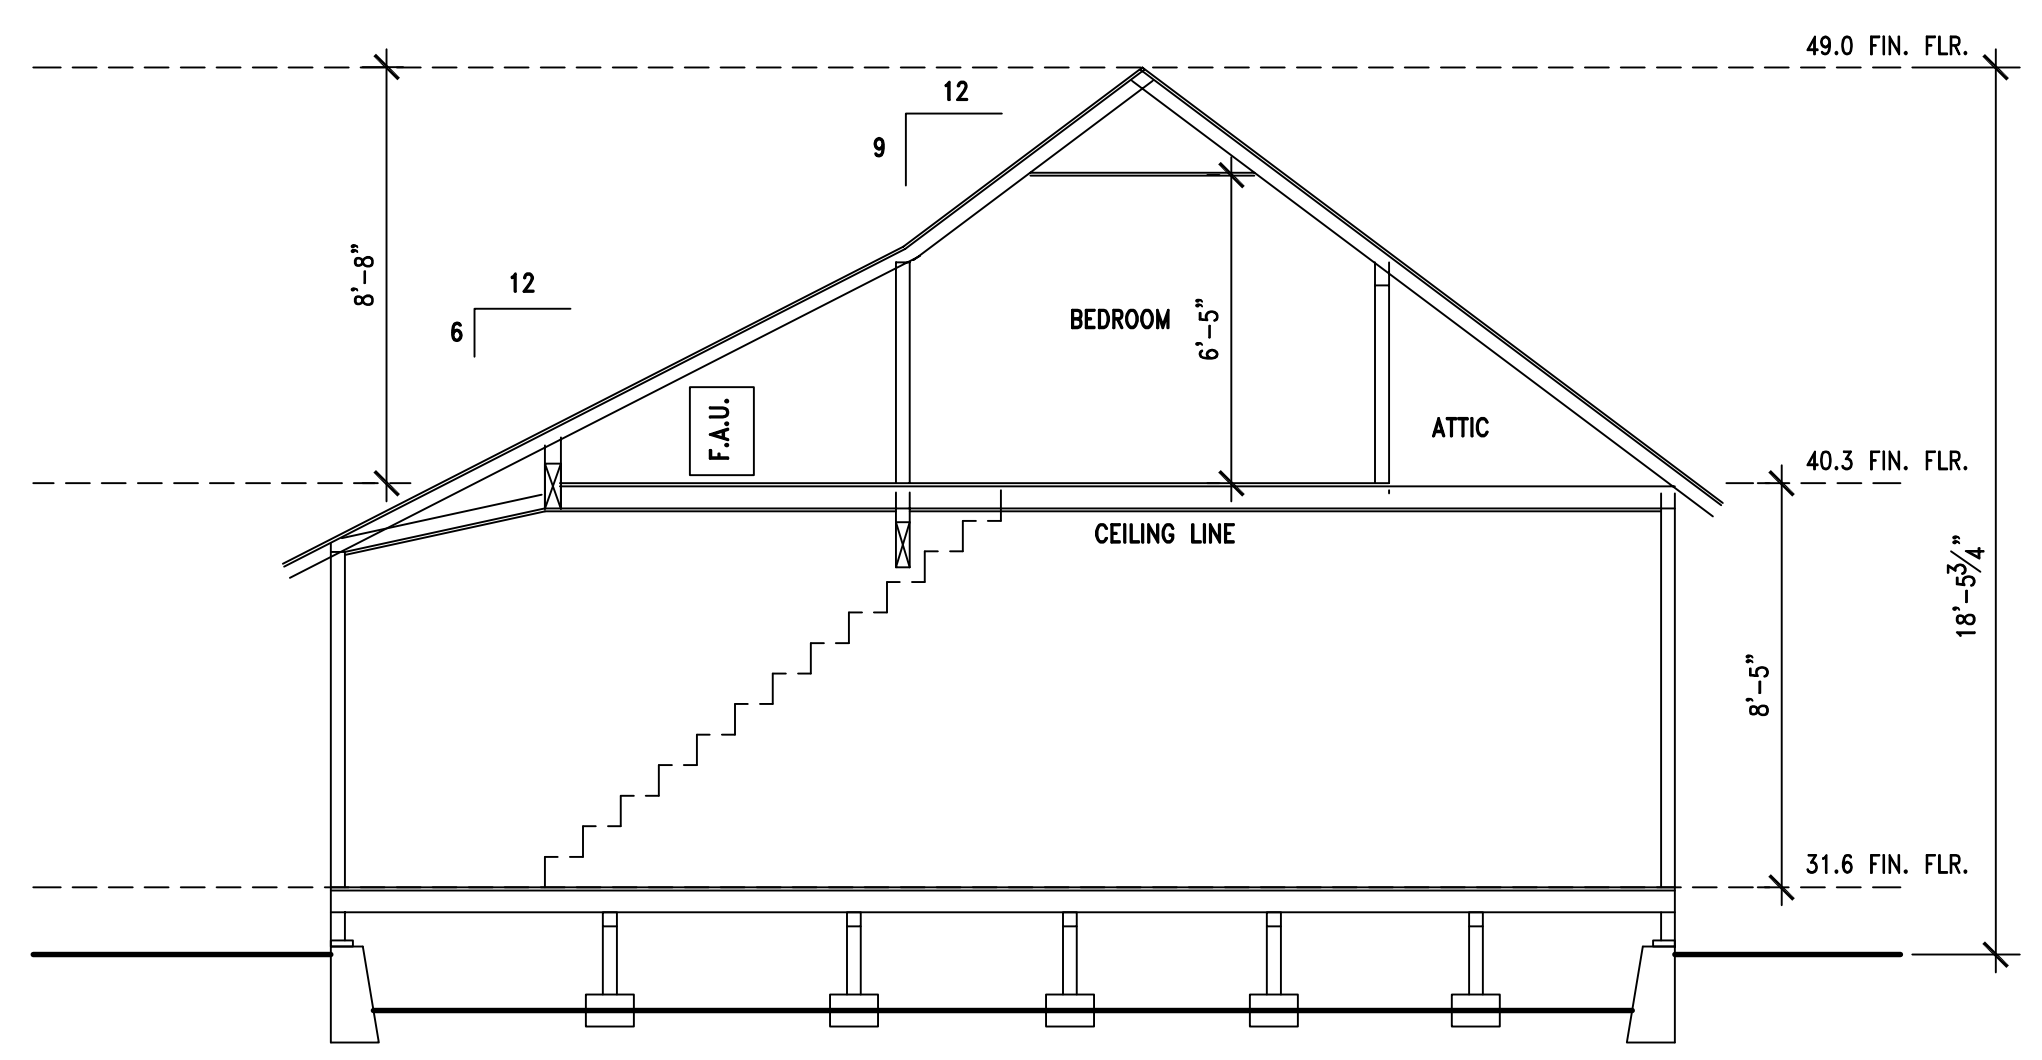 49.0 FIN. FLR.
12
9
8'-8"
12
6
BEDROOM
6'-5"
F.A.U.
ATTIC
40.3 FIN. FLR.
CEILING LINE
18'-5 3/4"
8'-5"
31.6 FIN. FLR.